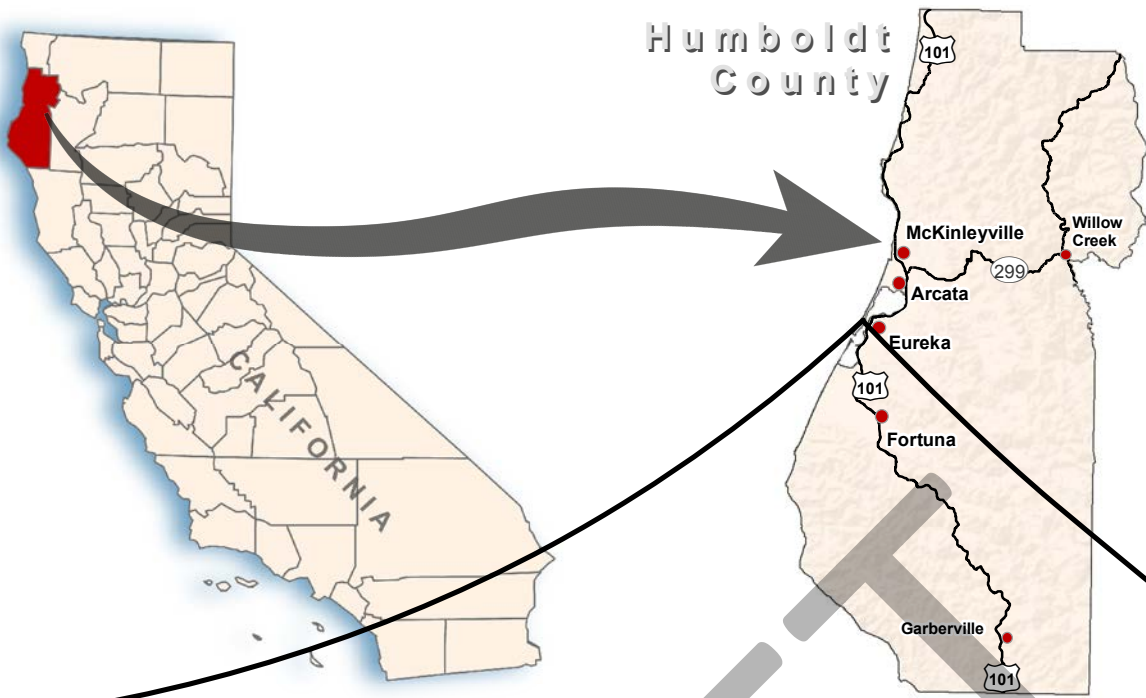 Humboldt
County
101
McKinleyville
Willow
Creek
299
Arcata
Eureka
101
Fortuna
CALIFORNIA
Garberville
101